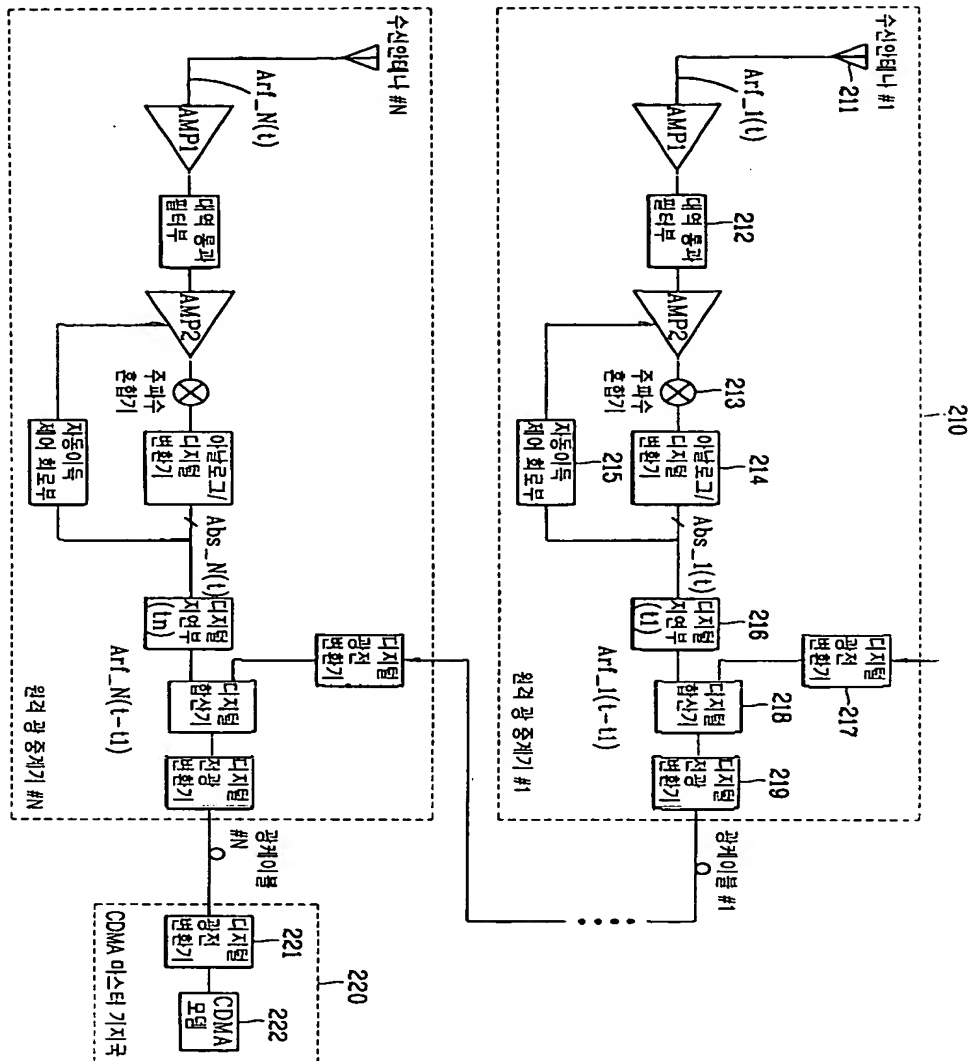 수신안테나 #1
211
Arf_1(t)
AMP1
대역 통과
필터부
212
AMP2
주파수
혼합기
213
아날로그/
디지털
변환기
214
자동이득
제어 회로부
215
Abs_1(t)
디지털
지연부
(t1)
216
디지털
광전
변환기
217
Arf_1(t-t1)
디지털
합산기
218
디지털
전광
변환기
219
원격 광 중계기 #1
210
광케이블 #1
수신안테나 #N
Arf_N(t)
AMP1
대역 통과
필터부
AMP2
주파수
혼합기
아날로그/
디지털
변환기
자동이득
제어 회로부
Abs_N(t)
디지털
지연부
(tn)
디지털
광전
변환기
Arf_N(t-t1)
디지털
합산기
디지털
전광
변환기
원격 광 중계기 #N
광케이블
#N
디지털
광전
변환기
221
CDMA
모뎀
222
220
CDMA 마스터 기지국